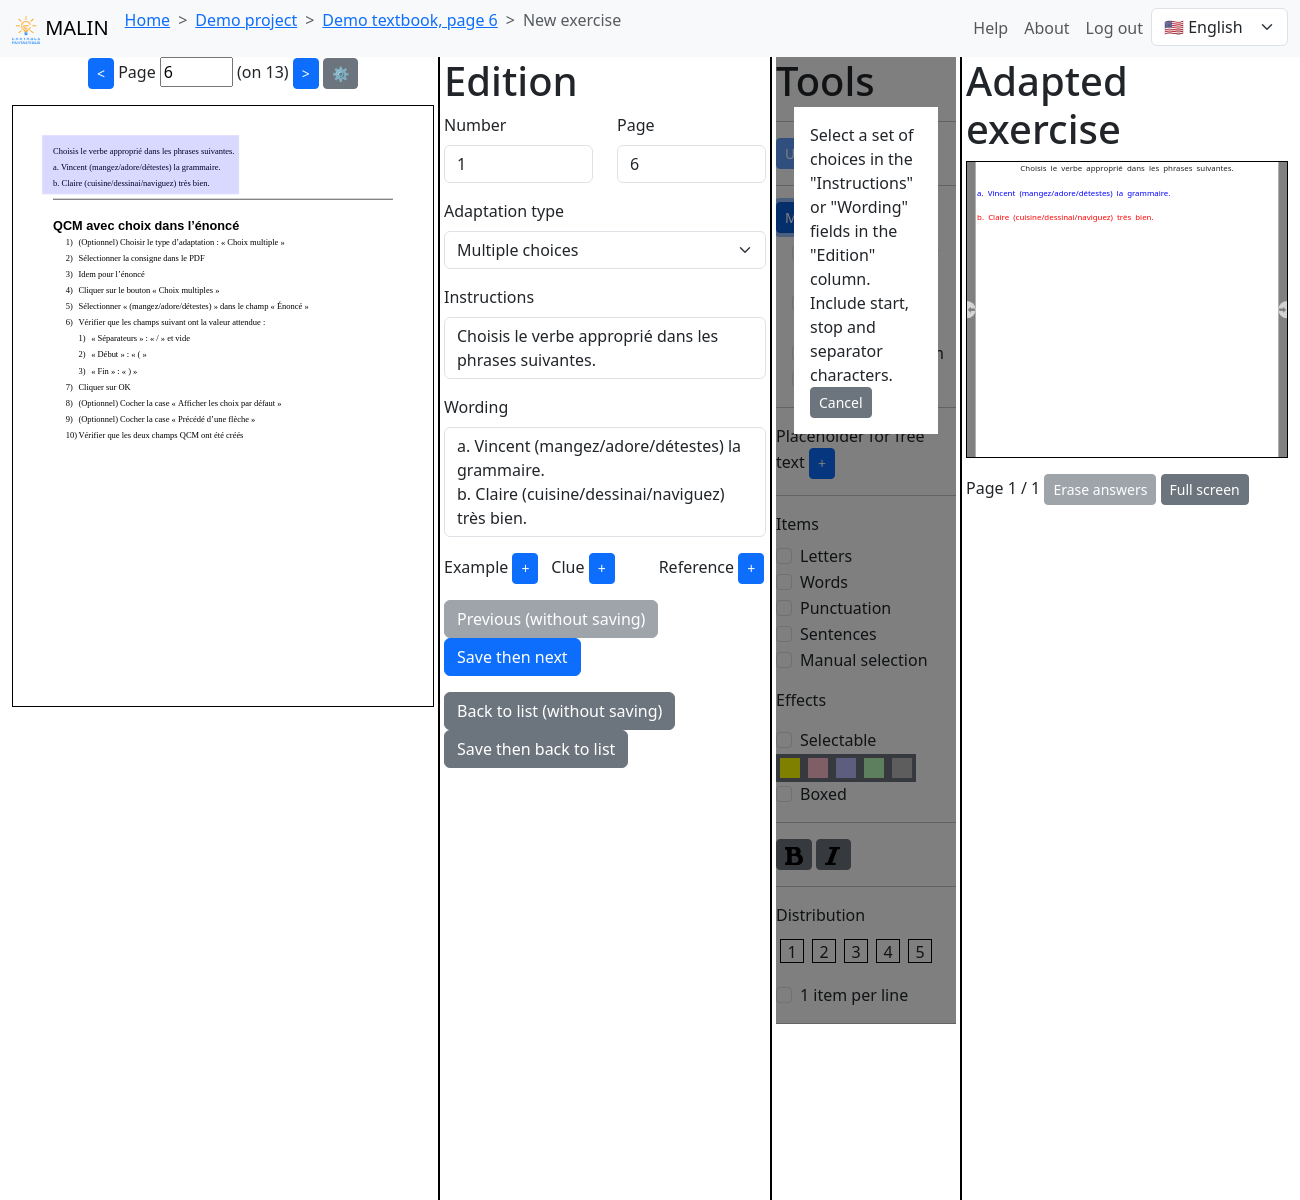 MALIN
Home > Demo project > Demo textbook, page 6 > New exercise
Help About Log out 🇺🇸 English
< Page 6 (on 13) > ⚙️
Choisis le verbe approprié dans les phrases suivantes.
a. Vincent (mangez/adore/détestes) la grammaire.
b. Claire (cuisine/dessinai/naviguez) très bien.
QCM avec choix dans l’énoncé
1) (Optionnel) Choisir le type d’adaptation : « Choix multiple »
2) Sélectionner la consigne dans le PDF
3) Idem pour l’énoncé
4) Cliquer sur le bouton « Choix multiples »
5) Sélectionner « (mangez/adore/détestes) » dans le champ « Énoncé »
6) Vérifier que les champs suivant ont la valeur attendue :
1) « Séparateurs » : « / » et vide
2) « Début » : « ( »
3) « Fin » : « ) »
7) Cliquer sur OK
8) (Optionnel) Cocher la case « Afficher les choix par défaut »
9) (Optionnel) Cocher la case « Précédé d’une flèche »
10) Vérifier que les deux champs QCM ont été créés
Edition
Number Page
1 6
Adaptation type
Multiple choices
Instructions
Choisis le verbe approprié dans les
phrases suivantes.
Wording
a. Vincent (mangez/adore/détestes) la
grammaire.
b. Claire (cuisine/dessinai/naviguez)
très bien.
Example + Clue + Reference +
Previous (without saving)
Save then next
Back to list (without saving)
Save then back to list
Tools
Select a set of
choices in the
"Instructions"
or "Wording"
fields in the
"Edition"
column.
Include start,
stop and
separator
characters.
Cancel
Placeholder for free
text +
Items
Letters
Words
Punctuation
Sentences
Manual selection
Effects
Selectable
Boxed
B I
Distribution
1 2 3 4 5
1 item per line
Adapted
exercise
Choisis le verbe approprié dans les phrases suivantes.
a. Vincent (mangez/adore/détestes) la grammaire.
b. Claire (cuisine/dessinai/naviguez) très bien.
Page 1 / 1 Erase answers Full screen